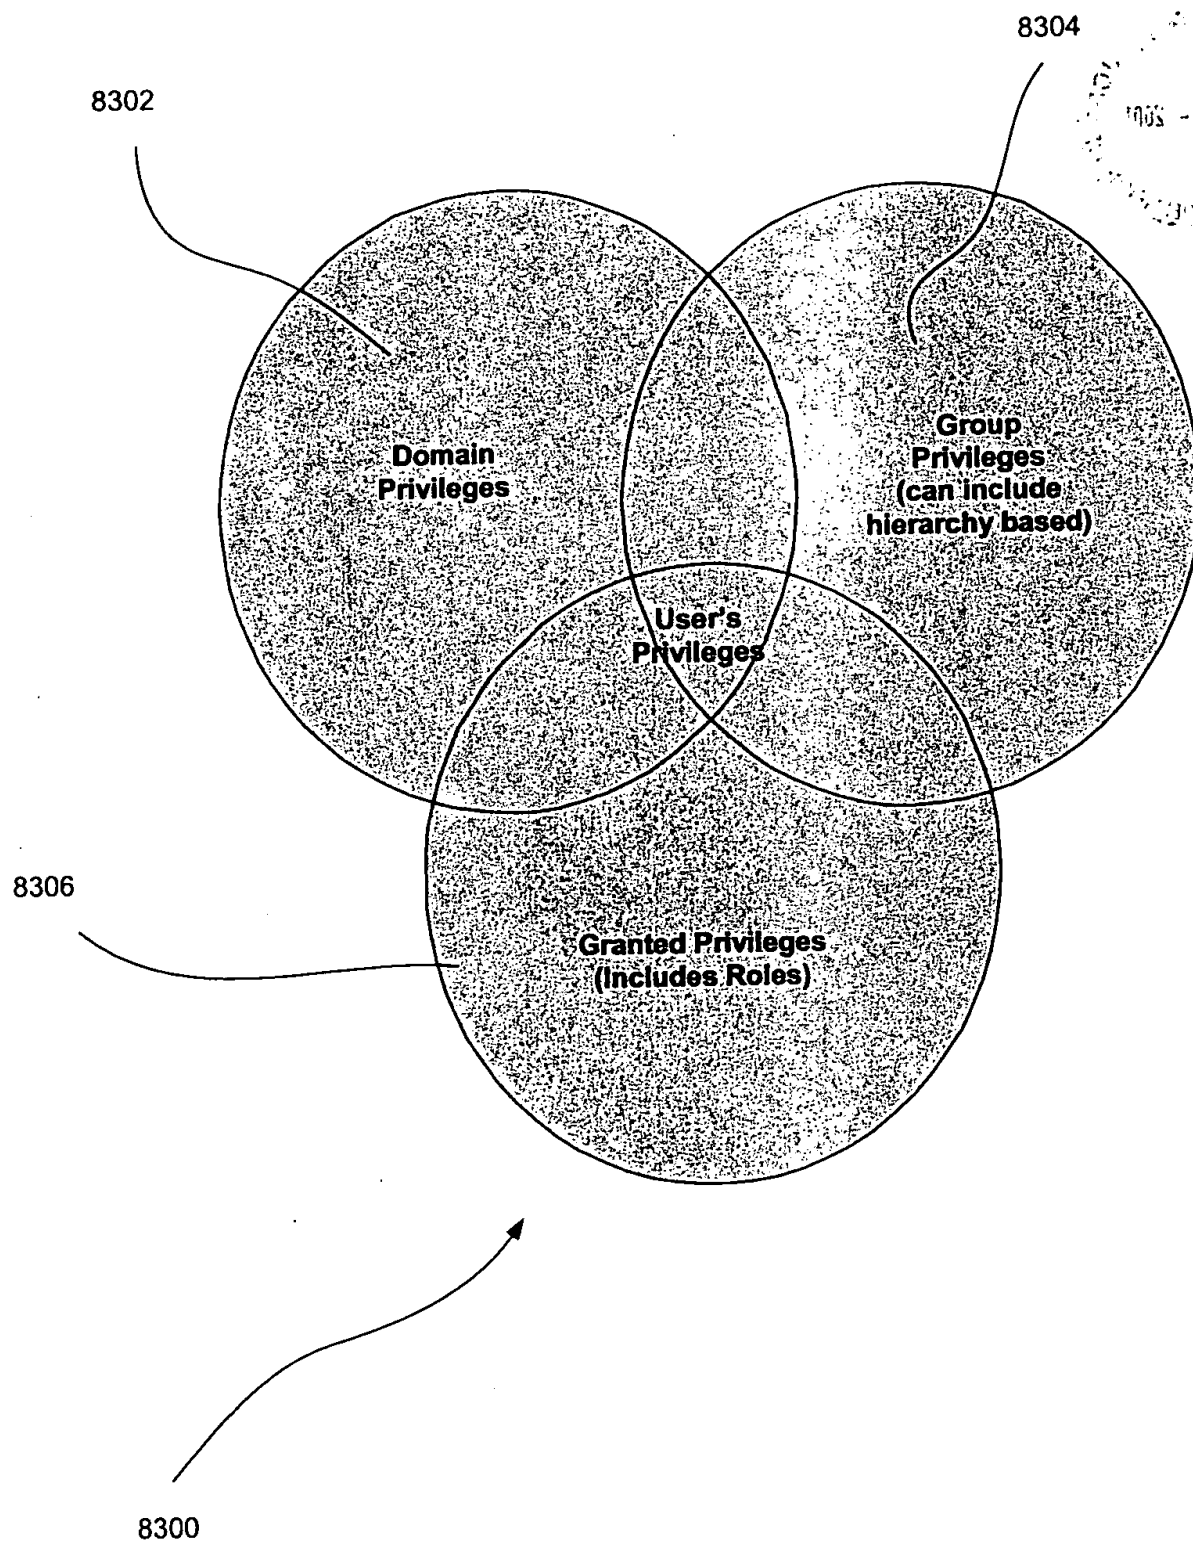 8304
8302
Domain
Privileges
Group
Privileges
(can include
hierarchy based)
User's
Privileges
8306
Granted Privileges
(Includes Roles)
8300